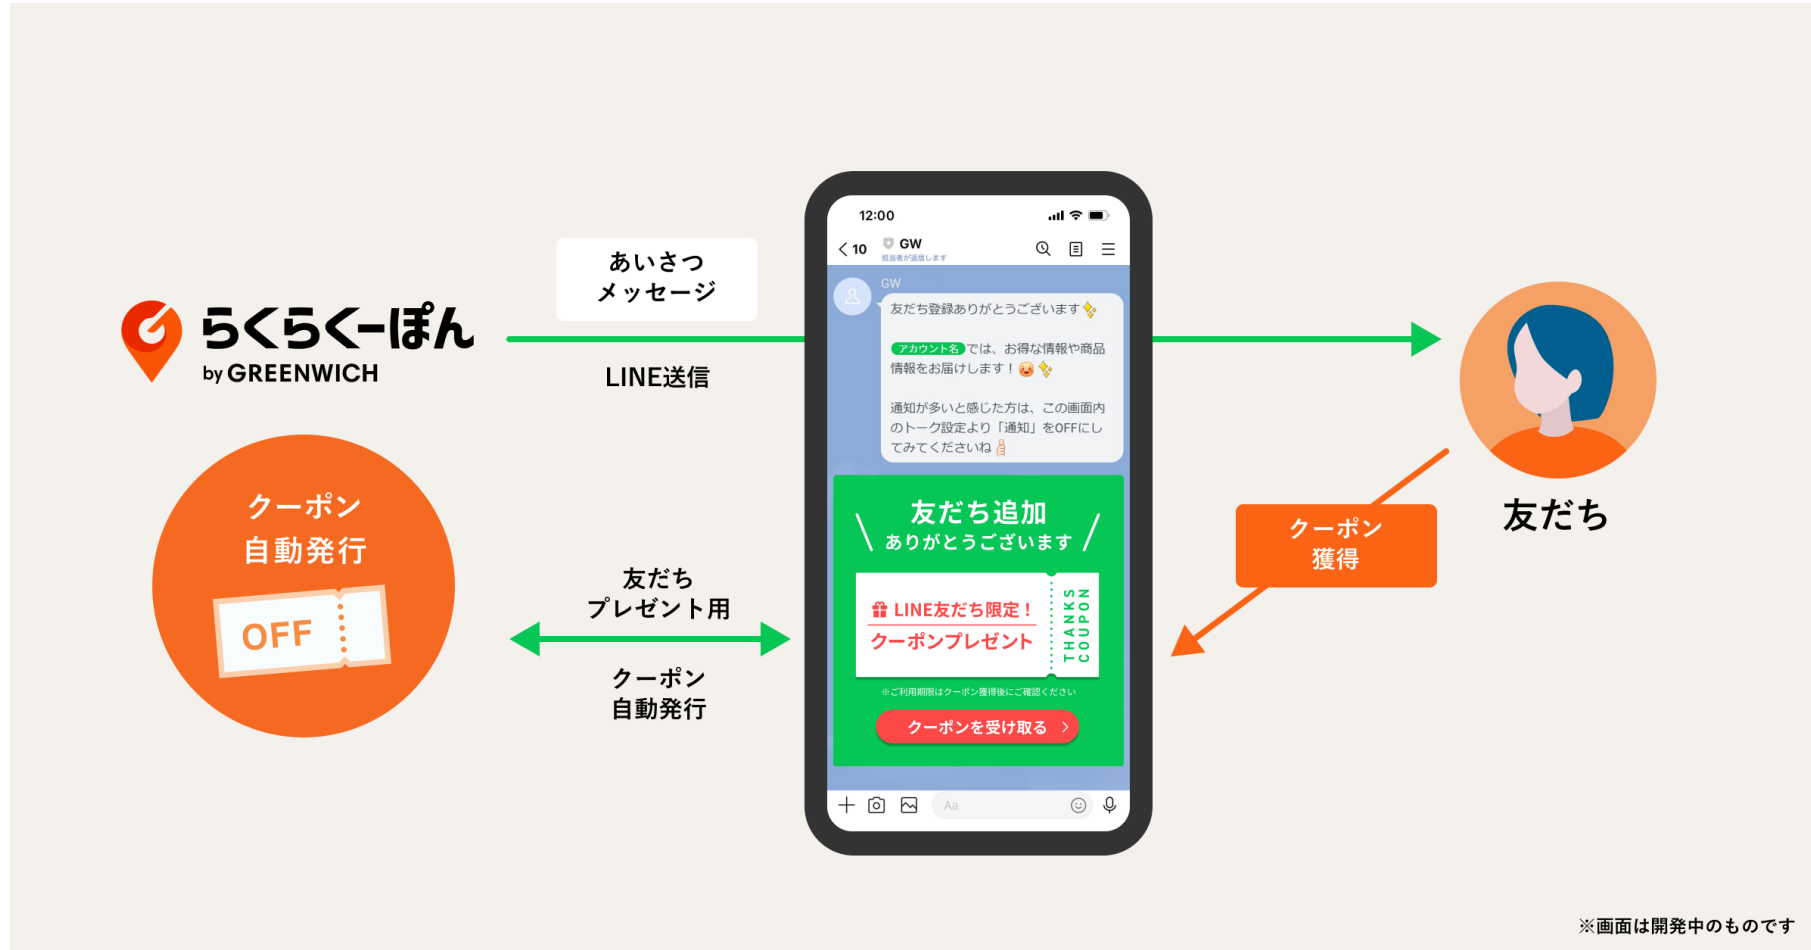 らくらくーぽん
by GREENWICH
あいさつ
メッセージ
LINE送信
クーポン
自動発行
OFF
友だち
プレゼント用
クーポン
自動発行
12:00
10
GW
担当者が返信します
GW
友だち登録ありがとうございます✨
アカウント名では、お得な情報や商品
情報をお届けします！
通知が多いと感じた方は、この画面内
のトーク設定より「通知」をOFFにし
てみてくださいね
友だち追加
ありがとうございます
LINE友だち限定！
クーポンプレゼント
THANKS
COUPON
※ご利用期限はクーポン獲得後にご確認ください
クーポンを受け取る
Aa
友だち
クーポン
獲得
※画面は開発中のものです